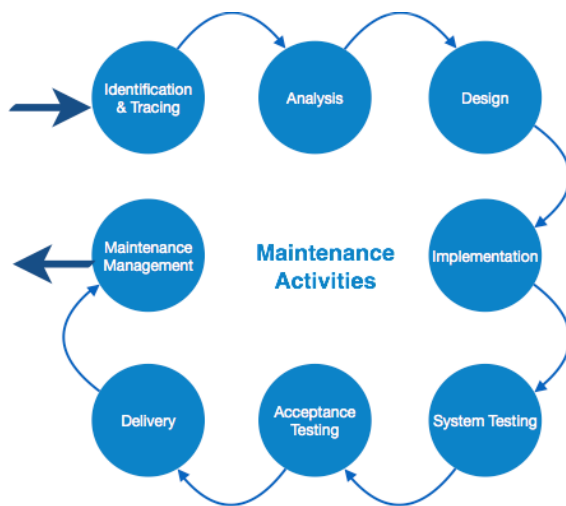 Identification
& Tracing
Analysis
Design
Maintenance
Management
Maintenance
Activities
Implementation
Delivery
Acceptance
Testing
System Testing